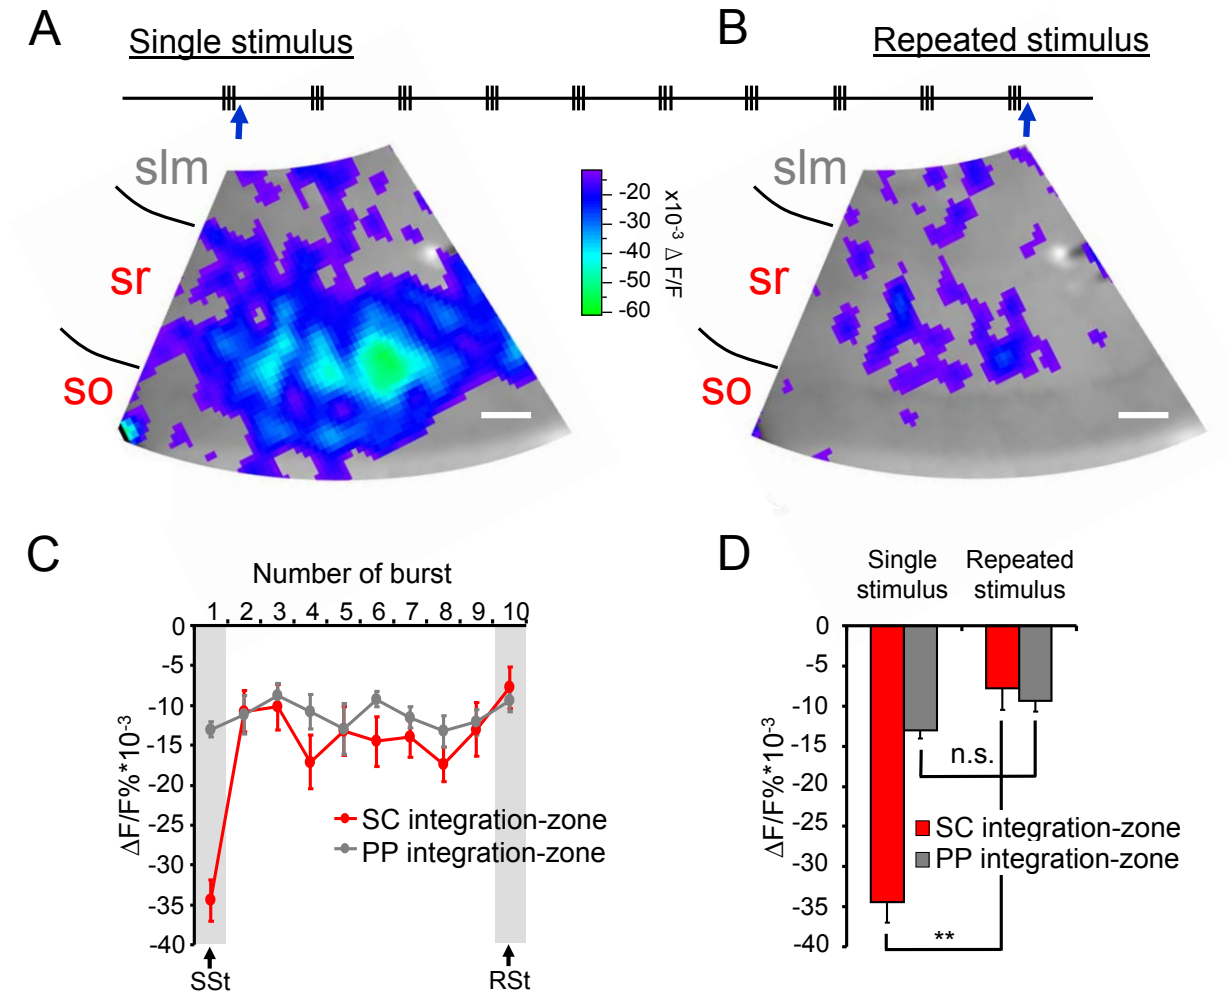 A
Single stimulus
B
Repeated stimulus
slm
sr
so
-20
-30
-40
-50
-60
x10⁻³ Δ F/F
slm
sr
so
C
Number of burst
1 2 3 4 5 6 7 8 9 10
0
-5
-10
-15
-20
-25
-30
-35
-40
ΔF/F%*10⁻³
SC integration-zone
PP integration-zone
SSt
RSt
D
Single
stimulus
Repeated
stimulus
0
-5
-10
-15
-20
-25
-30
-35
-40
ΔF/F%*10⁻³
n.s.
SC integration-zone
PP integration-zone
**